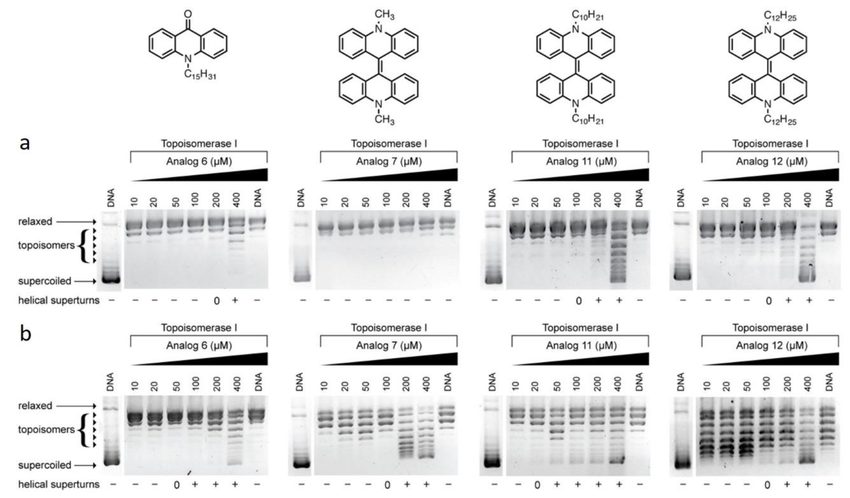 O
N
C15H31
CH3
N
N
CH3
C10H21
N
N
C10H21
C12H25
N
N
C12H25
a
Topoisomerase I
Analog 6 (µM)
DNA 10 20 50 100 200 400 DNA
relaxed
topoisomers
supercoiled
helical superturns
– 0 + –
Topoisomerase I
Analog 7 (µM)
DNA 10 20 50 100 200 400 DNA
– –
Topoisomerase I
Analog 11 (µM)
DNA 10 20 50 100 200 400 DNA
– 0 + + –
Topoisomerase I
Analog 12 (µM)
DNA 10 20 50 100 200 400 DNA
– 0 + + –
b
Topoisomerase I
Analog 6 (µM)
DNA 10 20 50 100 200 400 DNA
relaxed
topoisomers
supercoiled
helical superturns
– 0 + + + –
Topoisomerase I
Analog 7 (µM)
DNA 10 20 50 100 200 400 DNA
– 0 + + –
Topoisomerase I
Analog 11 (µM)
DNA 10 20 50 100 200 400 DNA
– 0 + + + + –
Topoisomerase I
Analog 12 (µM)
DNA 10 20 50 100 200 400 DNA
– 0 + + –